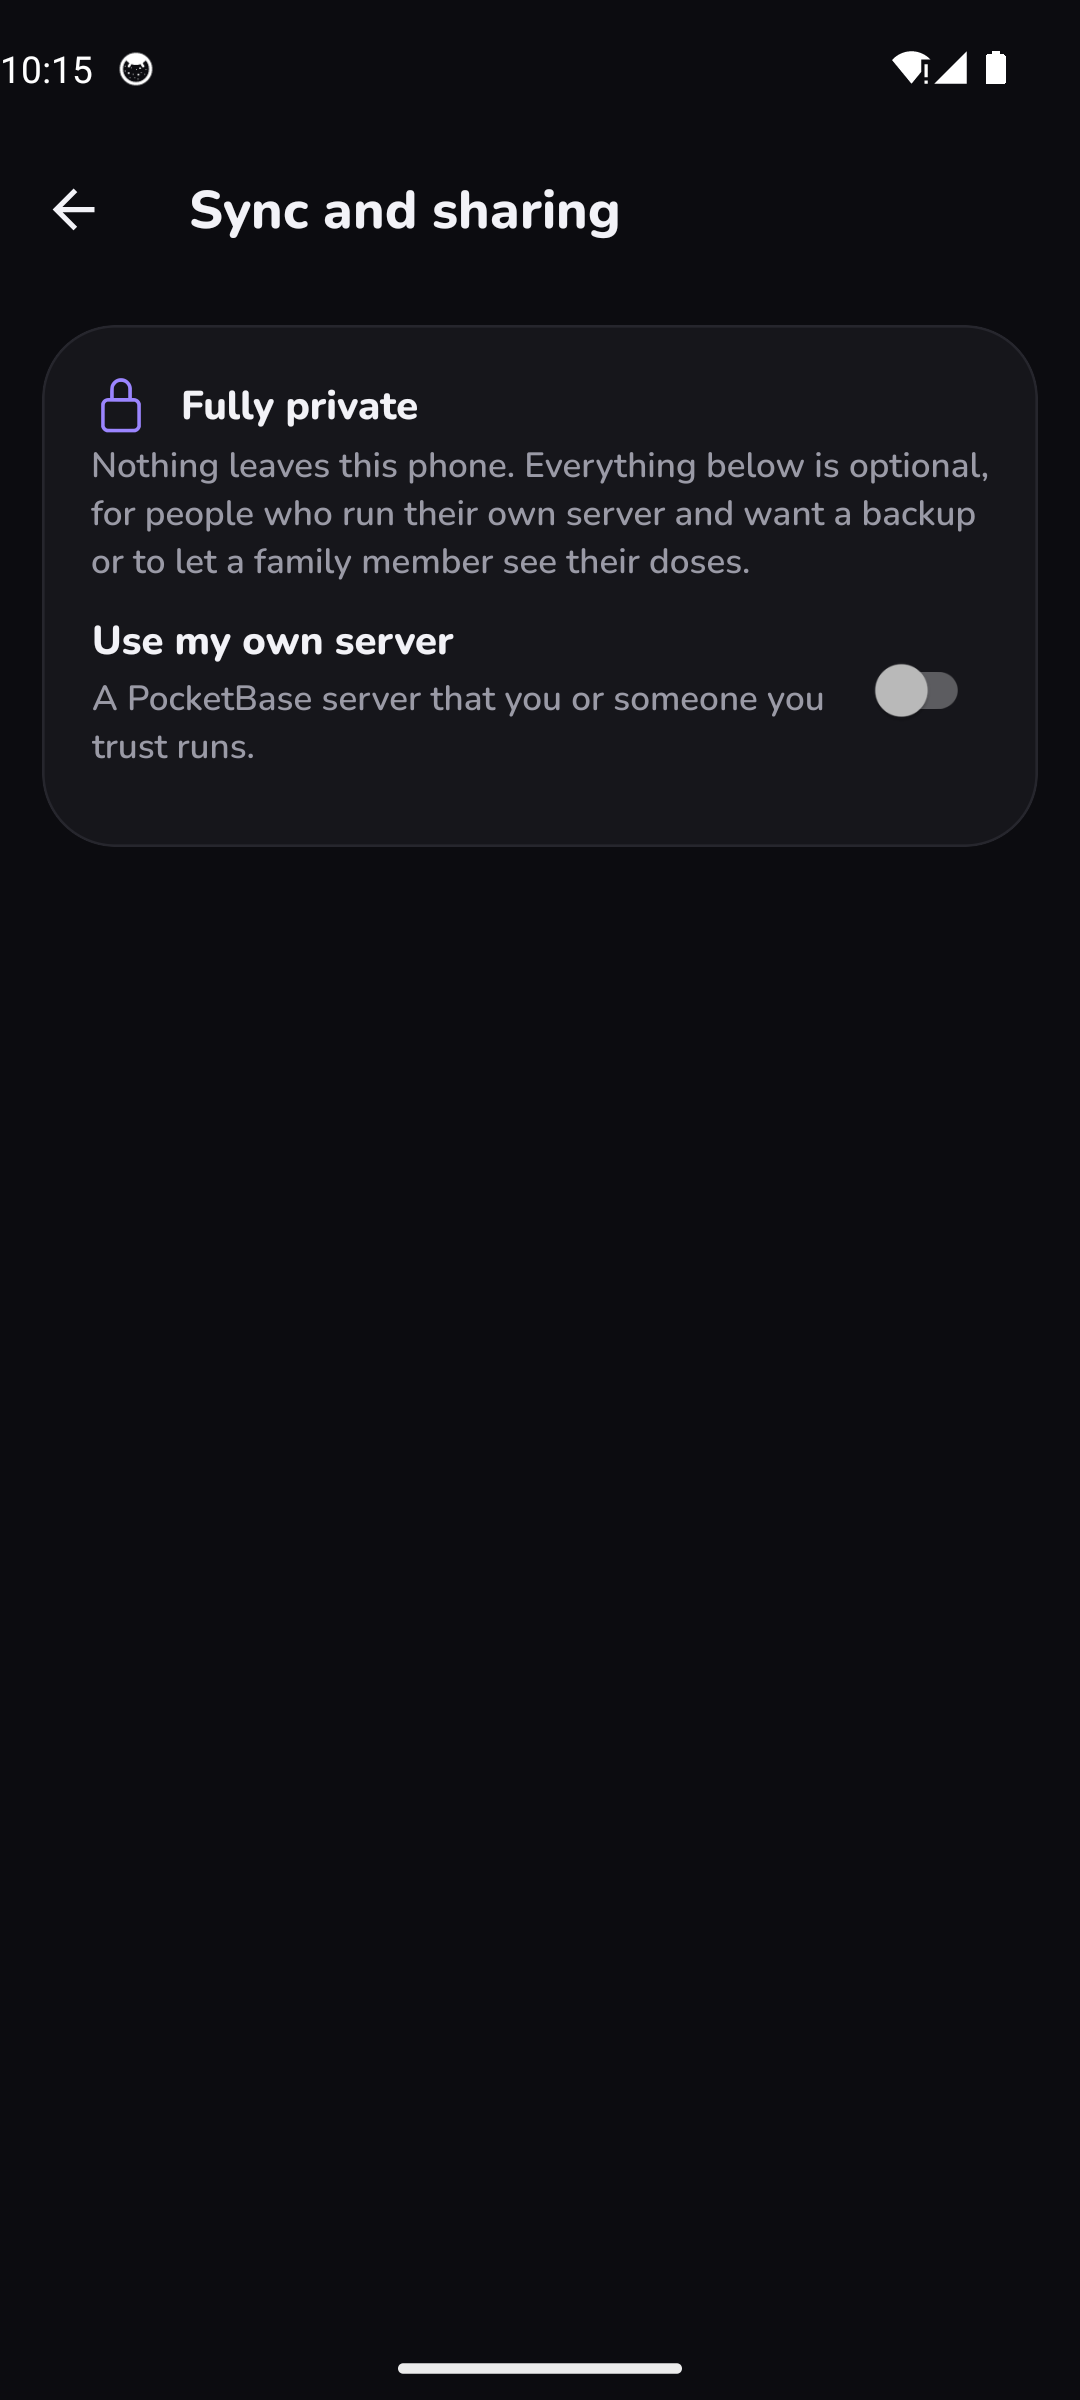 10:15
Sync and sharing
Fully private
Nothing leaves this phone. Everything below is optional,
for people who run their own server and want a backup
or to let a family member see their doses.
Use my own server
A PocketBase server that you or someone you
trust runs.